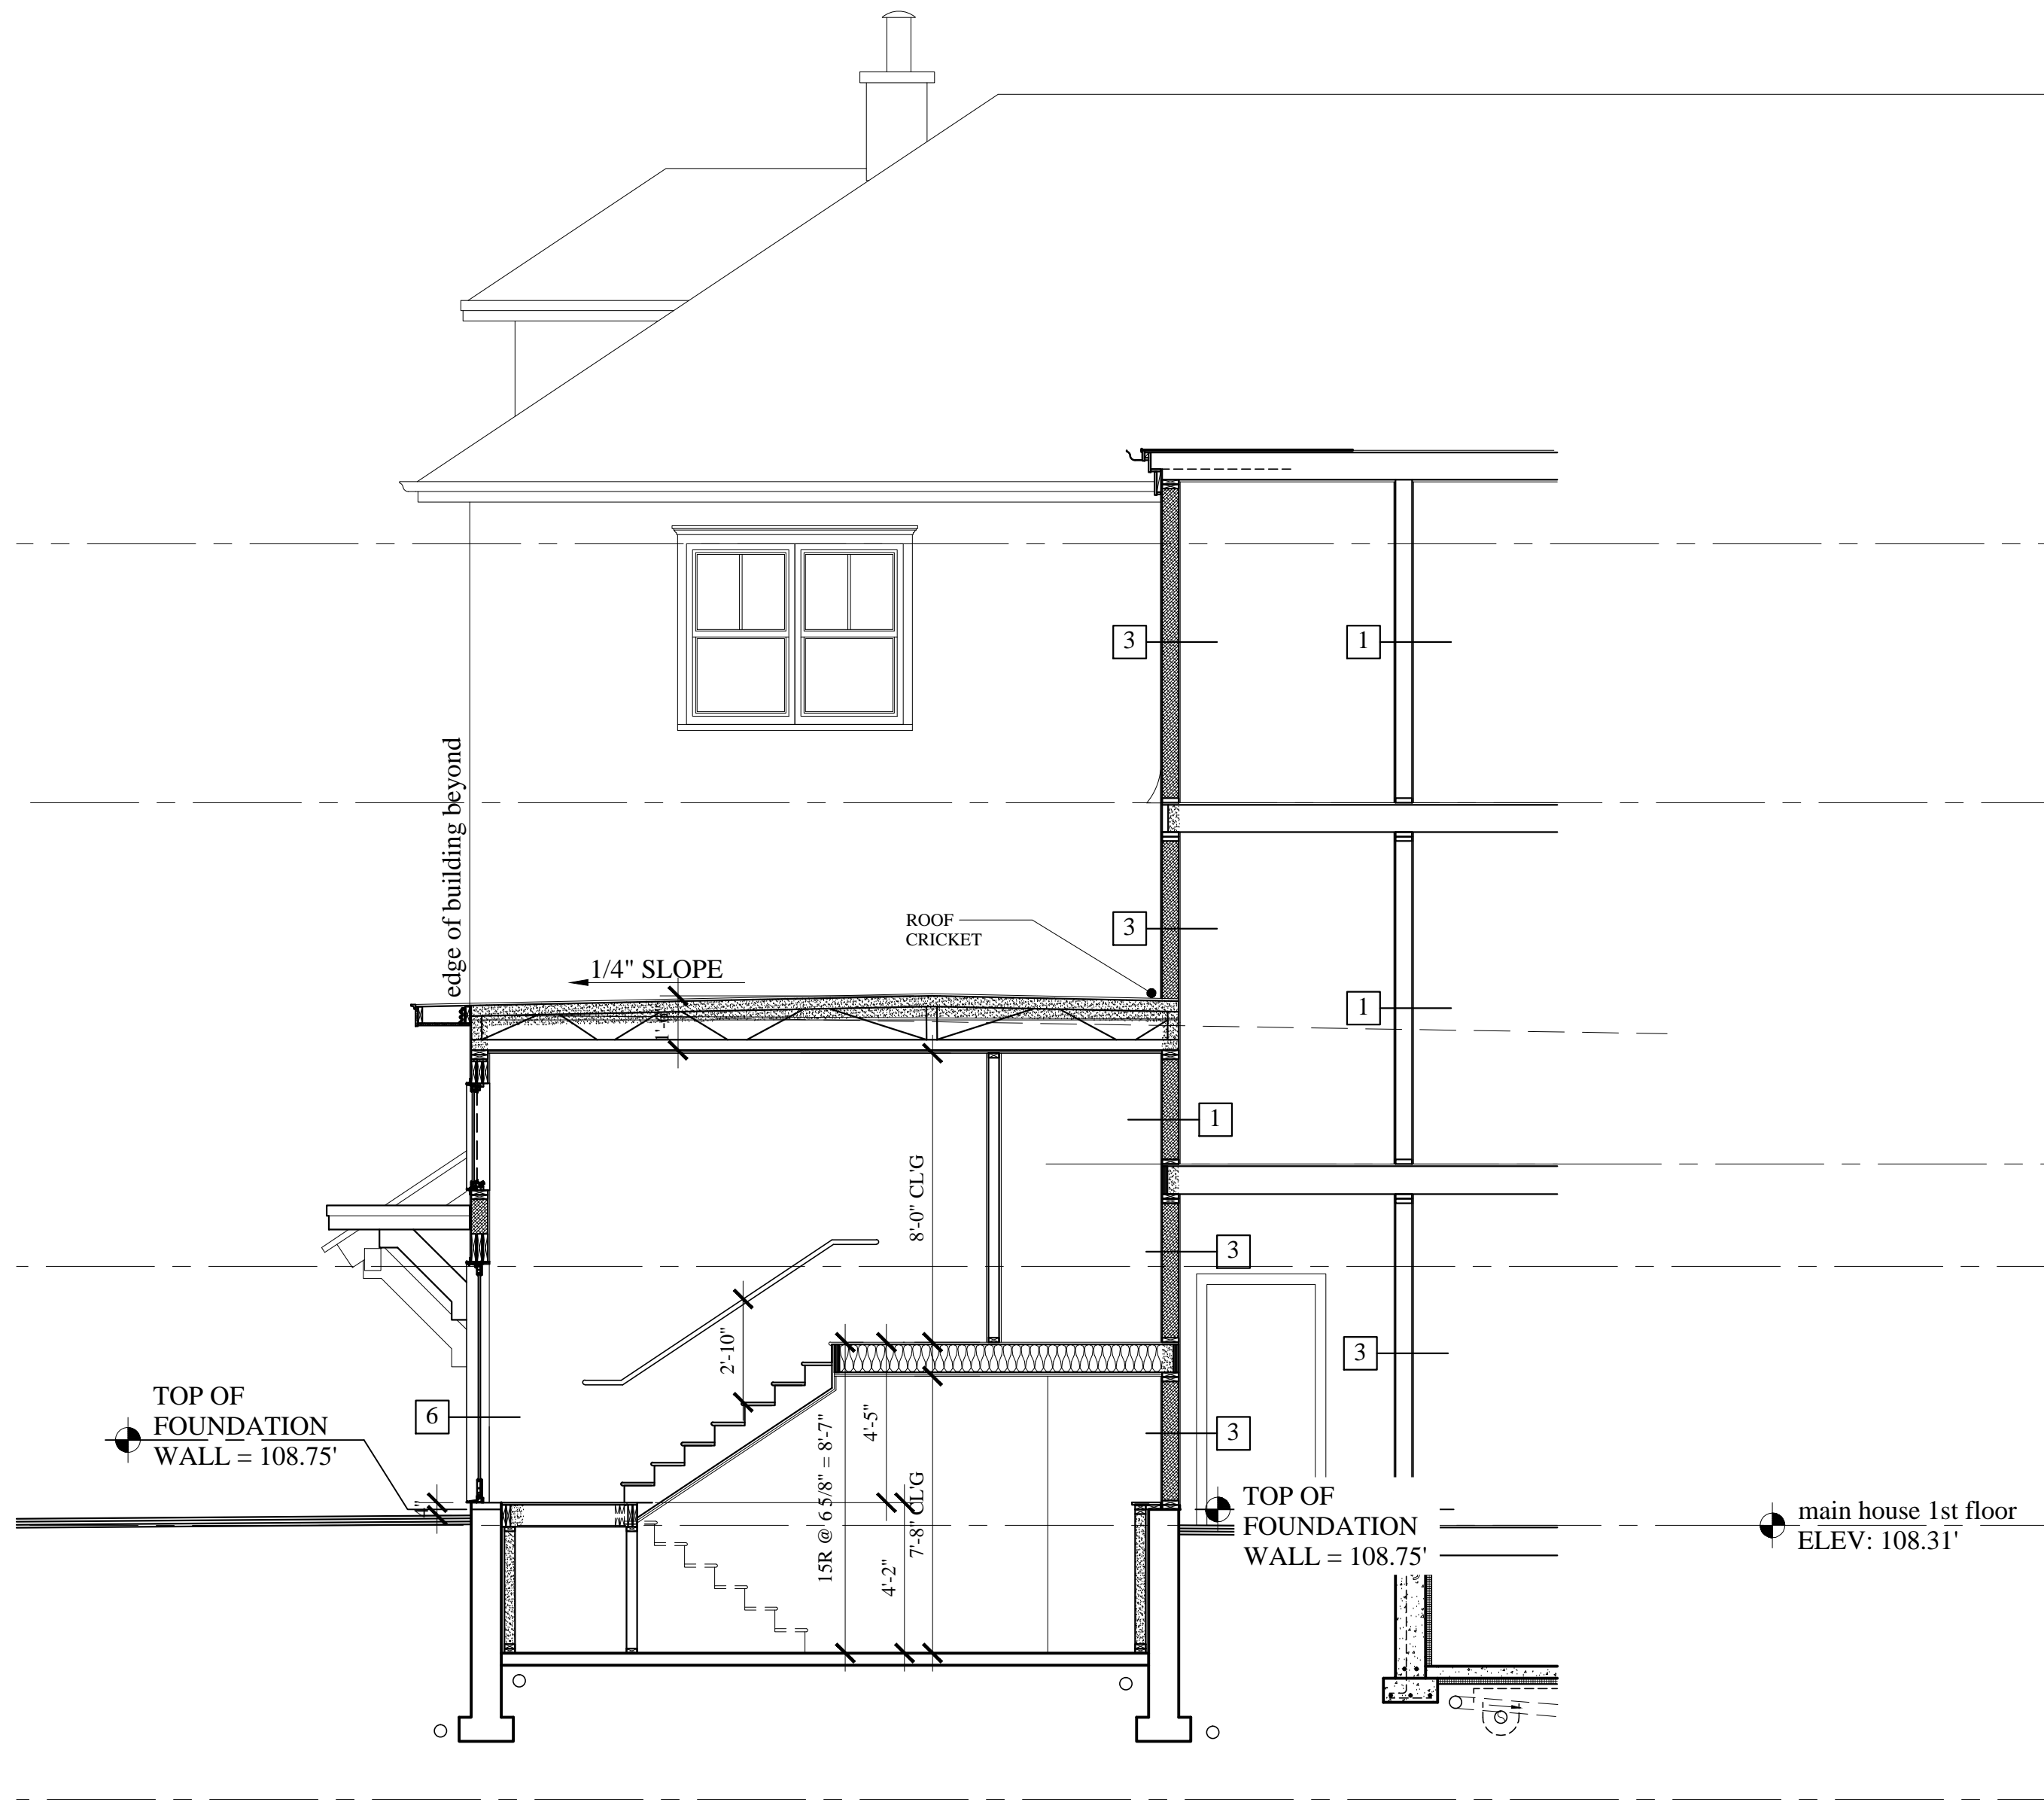 3
1
edge of building beyond
ROOF
CRICKET
3
1/4" SLOPE
1
1
8'-0" CL'G
3
2'-10"
3
TOP OF
FOUNDATION
WALL = 108.75'
6
15R @ 6 5/8" = 8'-7"
4'-5"
4'-2"
7'-8" CL'G
3
TOP OF
FOUNDATION
WALL = 108.75'
main house 1st floor
ELEV: 108.31'